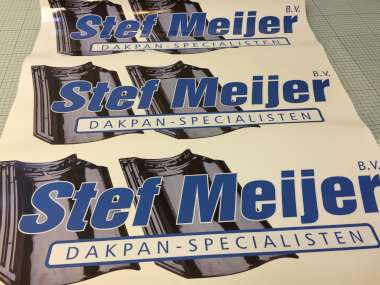 B.V.
Stef Meijer
DAKPAN-SPECIALISTEN
B.V.
Stef Meijer
DAKPAN-SPECIALISTEN
B.V.
Stef Meijer
DAKPAN-SPECIALISTEN